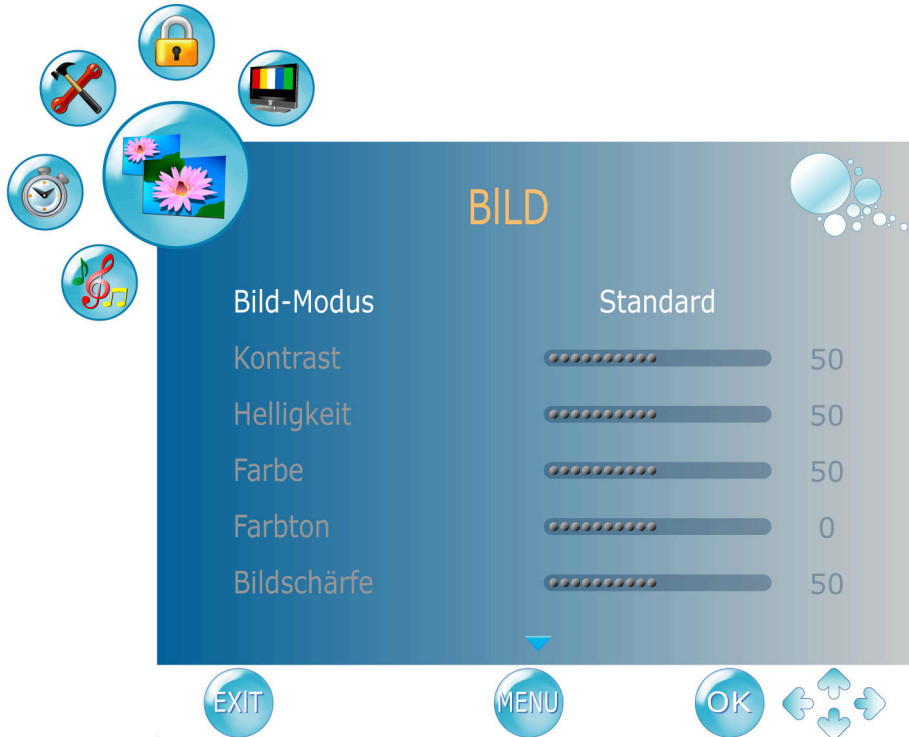 BILD
Bild-Modus Standard
Kontrast 50
Helligkeit 50
Farbe 50
Farbton 0
Bildschärfe 50
EXIT MENU OK